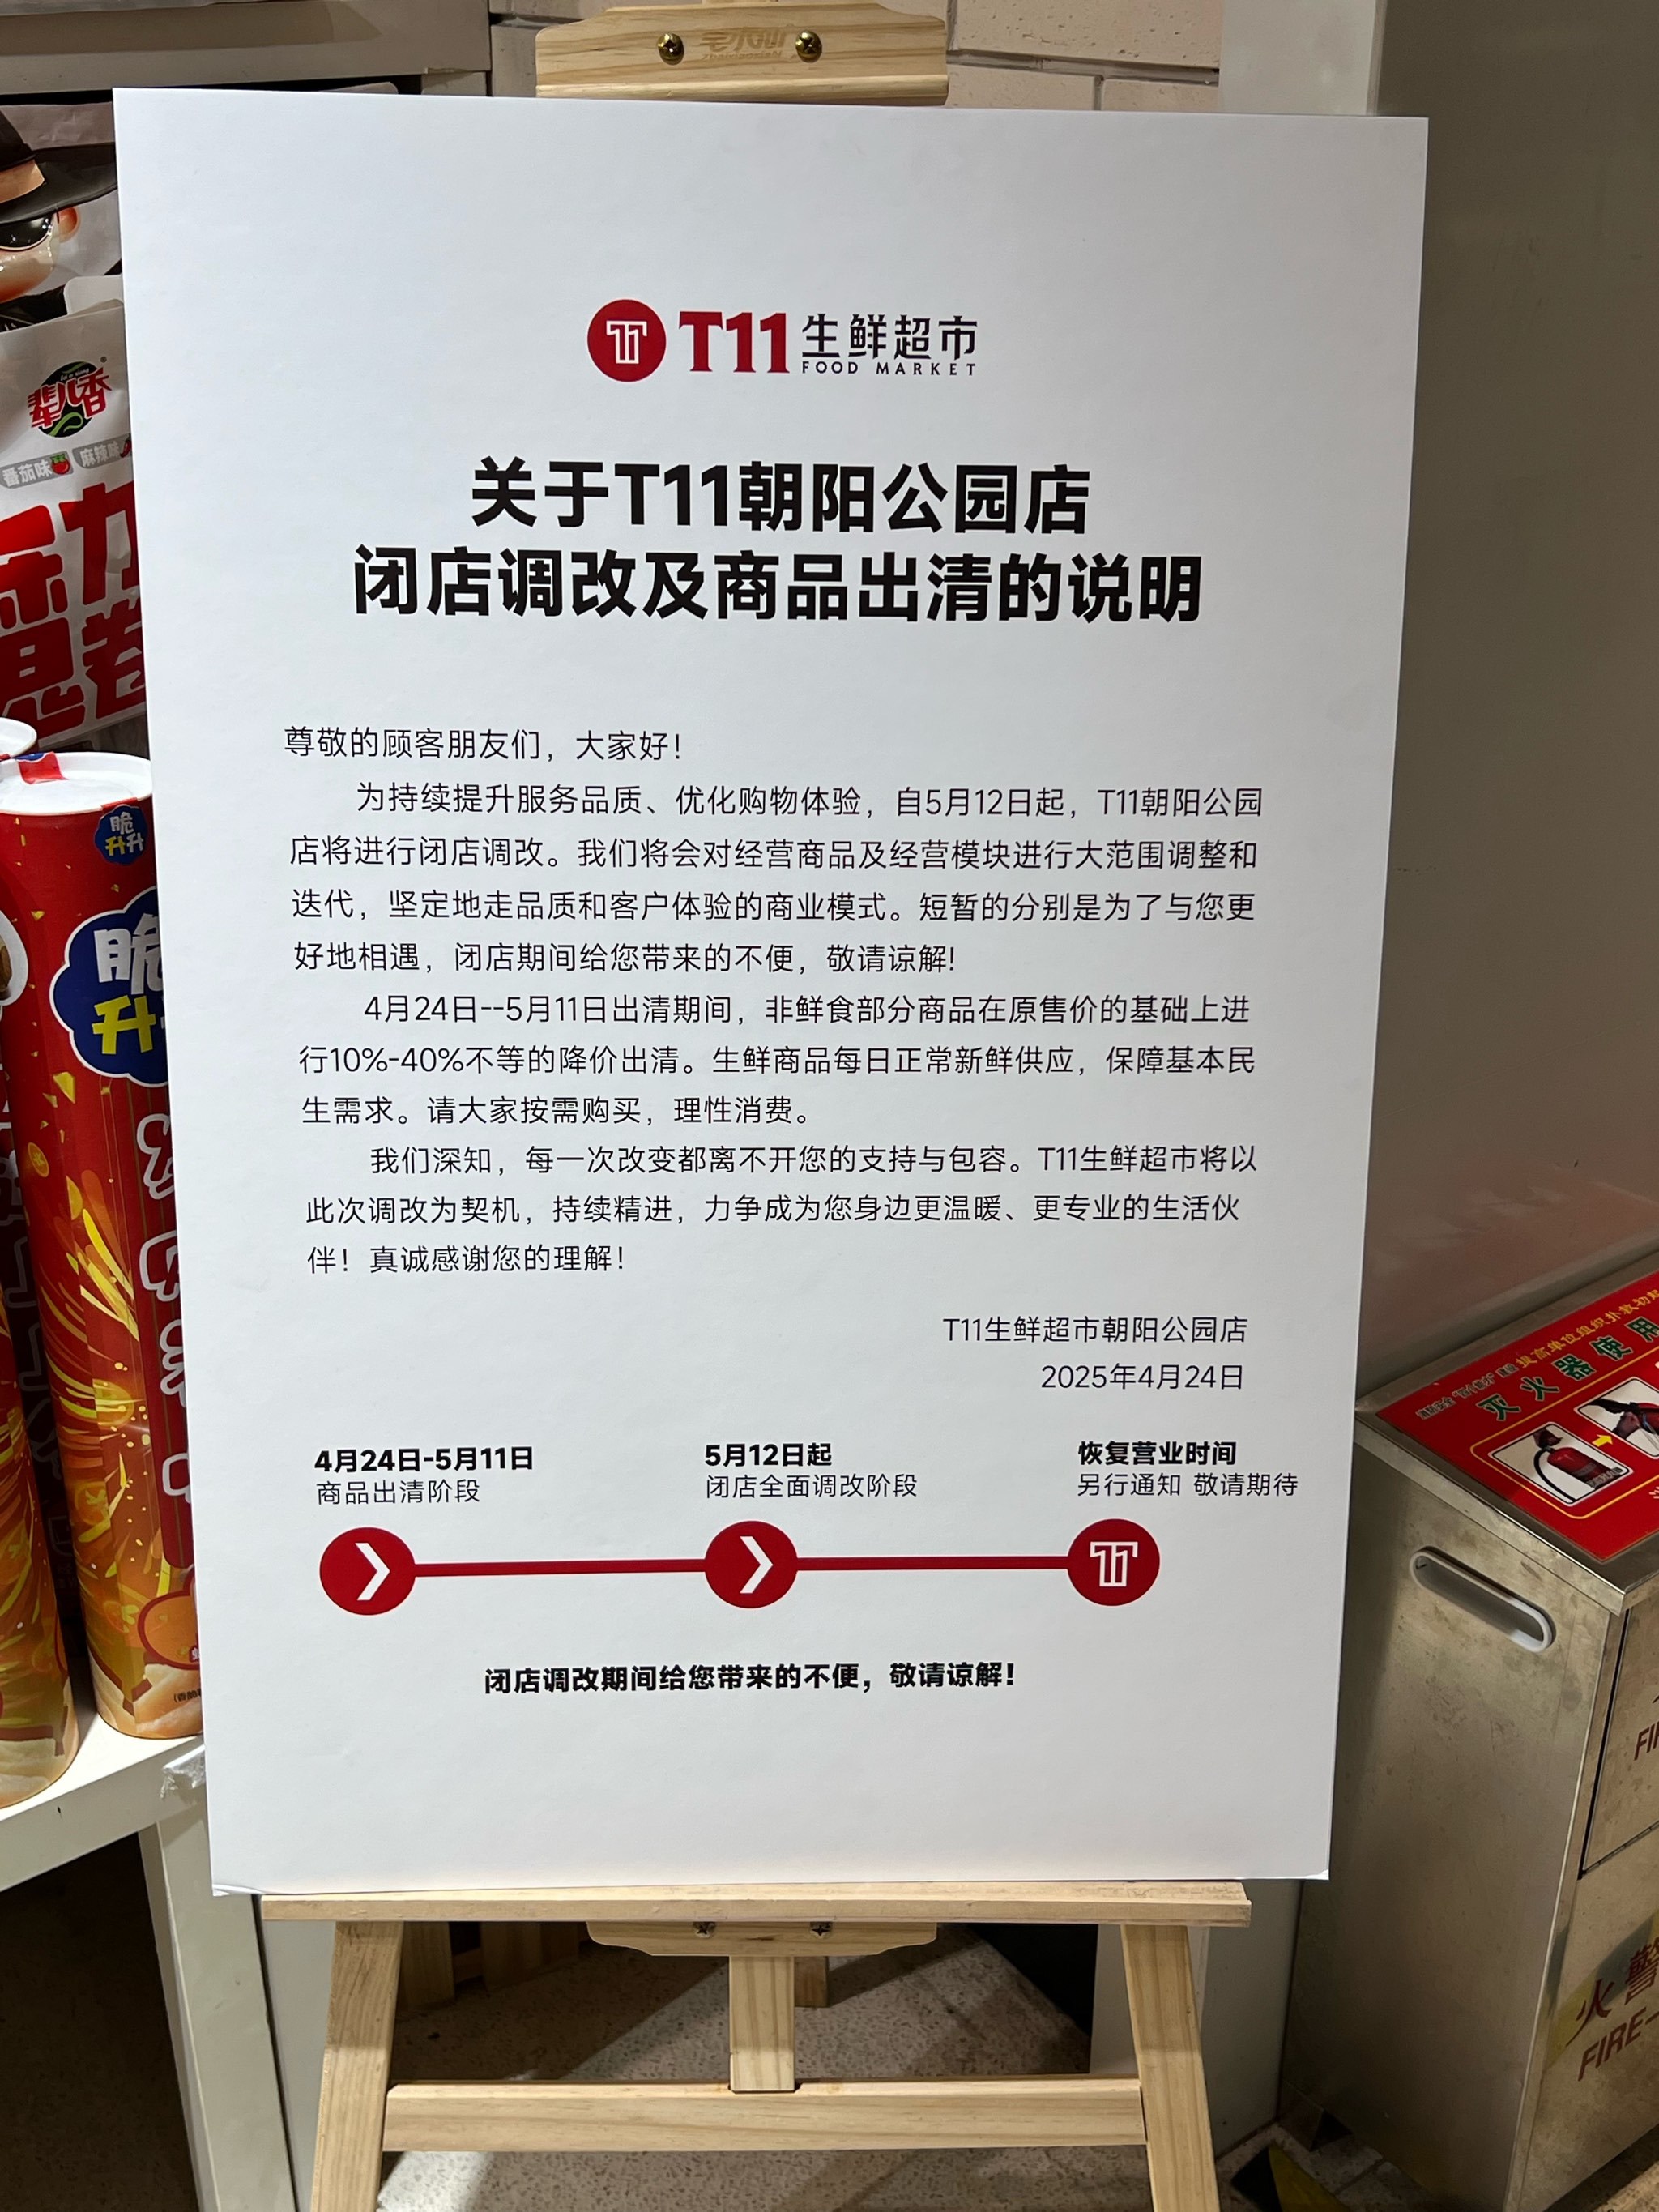 T11 生鲜超市
FOOD MARKET
关于T11朝阳公园店
闭店调改及商品出清的说明
尊敬的顾客朋友们，大家好！
为持续提升服务品质、优化购物体验，自5月12日起，T11朝阳公园
店将进行闭店调改。我们将会对经营商品及经营模块进行大范围调整和
迭代，坚定地走品质和客户体验的商业模式。短暂的分别是为了与您更
好地相遇，闭店期间给您带来的不便，敬请谅解!
4月24日--5月11日出清期间，非鲜食部分商品在原售价的基础上进
行10%-40%不等的降价出清。生鲜商品每日正常新鲜供应，保障基本民
生需求。请大家按需购买，理性消费。
我们深知，每一次改变都离不开您的支持与包容。T11生鲜超市将以
此次调改为契机，持续精进，力争成为您身边更温暖、更专业的生活伙
伴！真诚感谢您的理解！
T11生鲜超市朝阳公园店
2025年4月24日
4月24日-5月11日
商品出清阶段
5月12日起
闭店全面调改阶段
恢复营业时间
另行通知 敬请期待
闭店调改期间给您带来的不便，敬请谅解！
番茄味
麻辣味
脆
升升
脆
升
灭火器使用
火警
FIRE